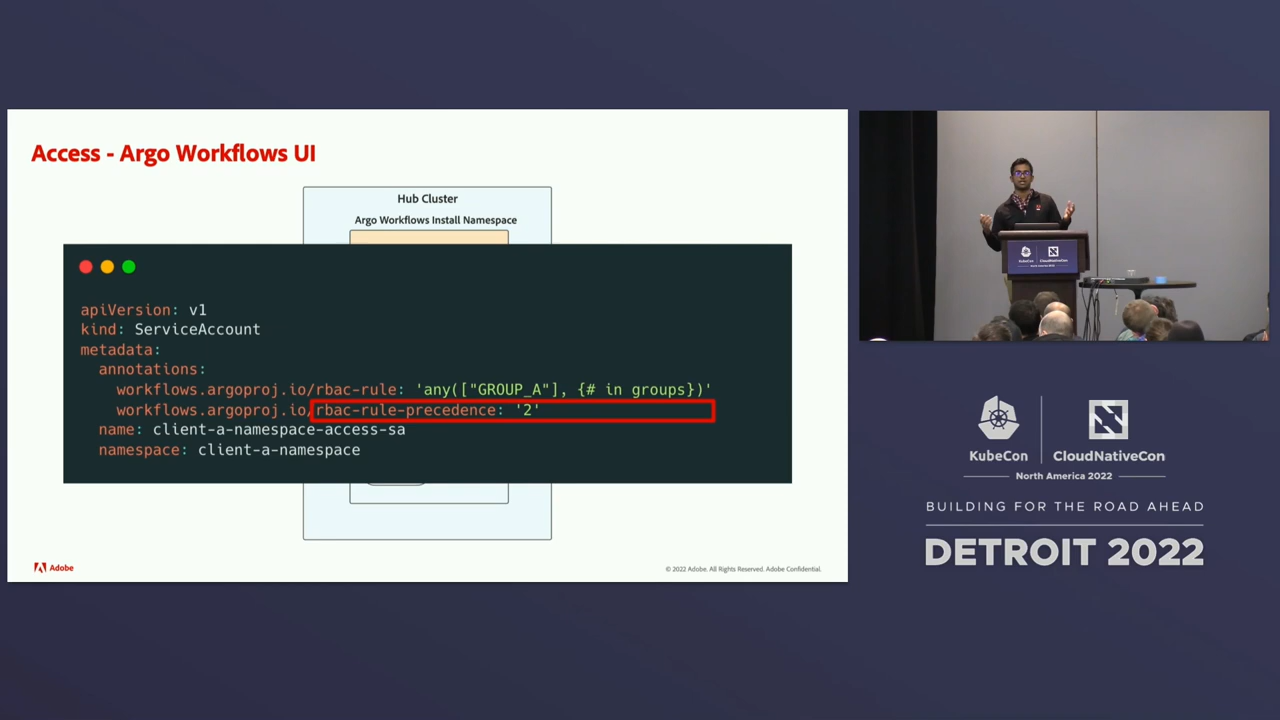 Access - Argo Workflows UI
Hub Cluster
Argo Workflows Install Namespace
apiVersion: v1
kind: ServiceAccount
metadata:
annotations:
workflows.argoproj.io/rbac-rule: 'any(["GROUP_A"], {# in groups})'
workflows.argoproj.io/rbac-rule-precedence: '2'
name: client-a-namespace-access-sa
namespace: client-a-namespace
Adobe
© 2022 Adobe. All Rights Reserved. Adobe Confidential.
KubeCon
CloudNativeCon
KubeCon
CloudNativeCon
North America 2022
BUILDING FOR THE ROAD AHEAD
DETROIT 2022